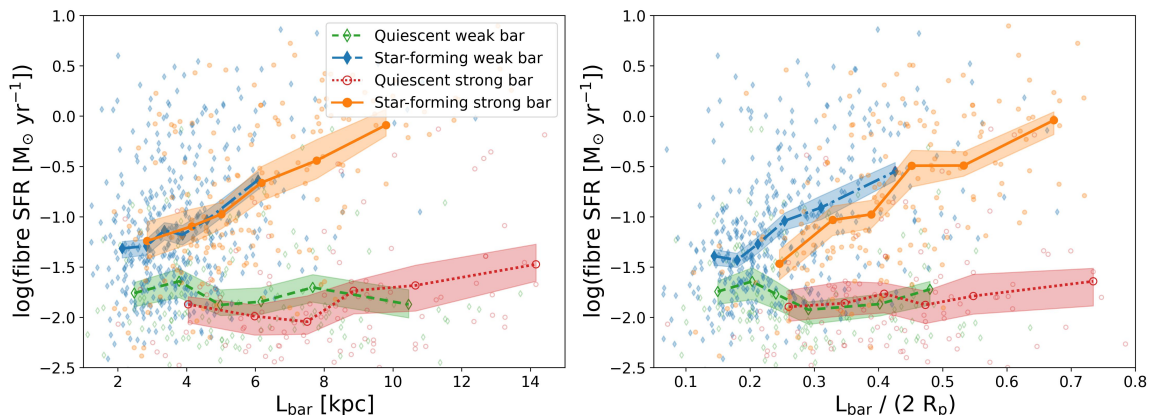 1.0
0.5
0.0
-0.5
-1.0
-1.5
-2.0
-2.5
log(fibre SFR [M⊙ yr⁻¹])
2 4 6 8 10 12 14
L_bar [kpc]
Quiescent weak bar
Star-forming weak bar
Quiescent strong bar
Star-forming strong bar
1.0
0.5
0.0
-0.5
-1.0
-1.5
-2.0
-2.5
log(fibre SFR [M⊙ yr⁻¹])
0.1 0.2 0.3 0.4 0.5 0.6 0.7 0.8
L_bar / (2 R_p)